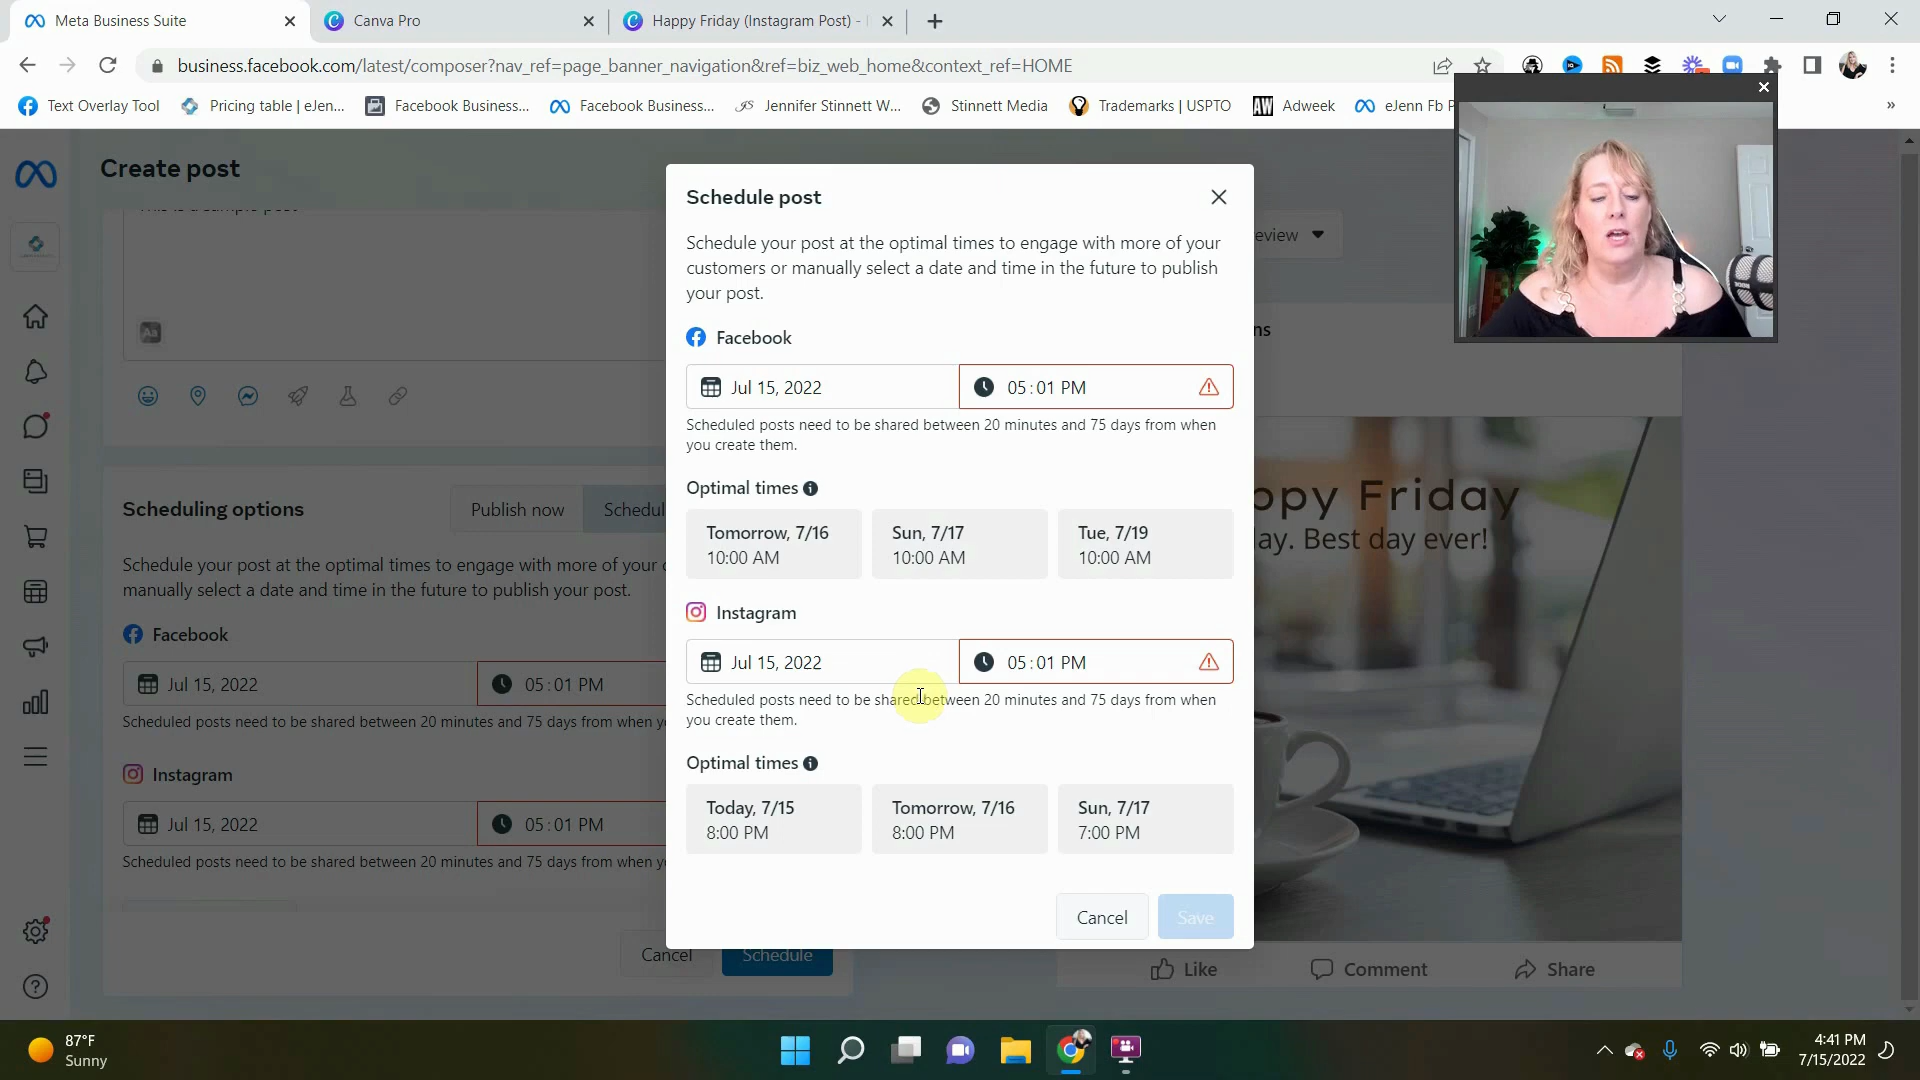 Meta Business Suite
Canva Pro
Happy Friday (Instagram Post) -
business.facebook.com/latest/composer?nav_ref=page_banner_navigation&ref=biz_web_home&context_ref=HOME
Text Overlay Tool
Pricing table | eJen...
Facebook Business...
Facebook Business...
Jennifer Stinnett W...
Stinnett Media
Trademarks | USPTO
AW
Adweek
eJenn Fb P
»
Create post
This is a sample post
Aa
Scheduling options
Publish now
Schedul
Schedule your post at the optimal times to engage with more of your
manually select a date and time in the future to publish your post.
Facebook
Jul 15, 2022
05:01 PM
Scheduled posts need to be shared between 20 minutes and 75 days from when y
Instagram
Jul 15, 2022
05:01 PM
Scheduled posts need to be shared between 20 minutes and 75 days from when y
Cancel
Schedule
Schedule post
Schedule your post at the optimal times to engage with more of your
customers or manually select a date and time in the future to publish
your post.
Facebook
Jul 15, 2022
05:01 PM
Scheduled posts need to be shared between 20 minutes and 75 days from when
you create them.
Optimal times
Tomorrow, 7/16
10:00 AM
Sun, 7/17
10:00 AM
Tue, 7/19
10:00 AM
Instagram
Jul 15, 2022
05:01 PM
Scheduled posts need to be shared between 20 minutes and 75 days from when
you create them.
Optimal times
Today, 7/15
8:00 PM
Tomorrow, 7/16
8:00 PM
Sun, 7/17
7:00 PM
Cancel
Save
eview
ns
ppy Friday
lay. Best day ever!
Like
Comment
Share
87°F
Sunny
4:41 PM
7/15/2022